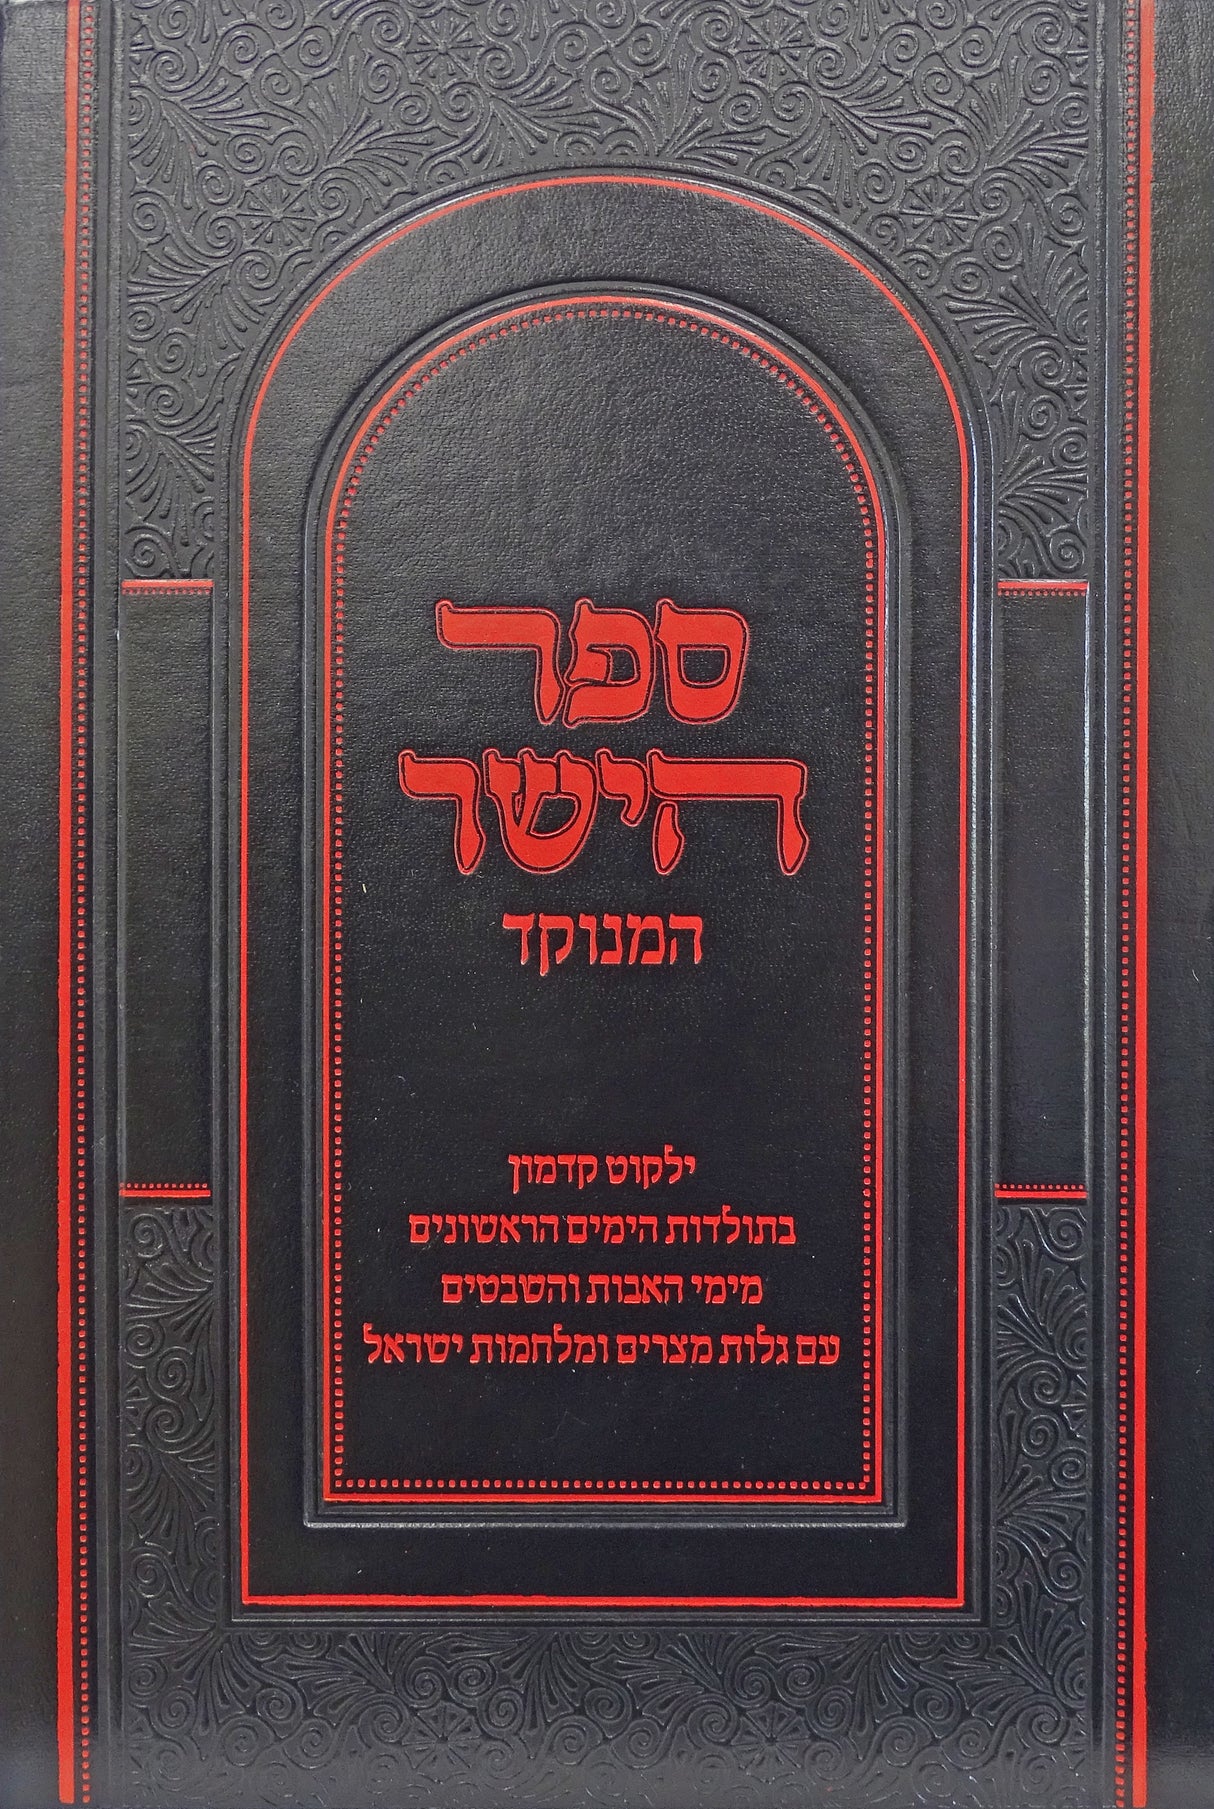 ספר
הישר
המנוקד
ילקוט קדמון
בתולדות הימים הראשונים
מימי האבות והשבטים
עם גלות מצרים ומלחמות ישראל